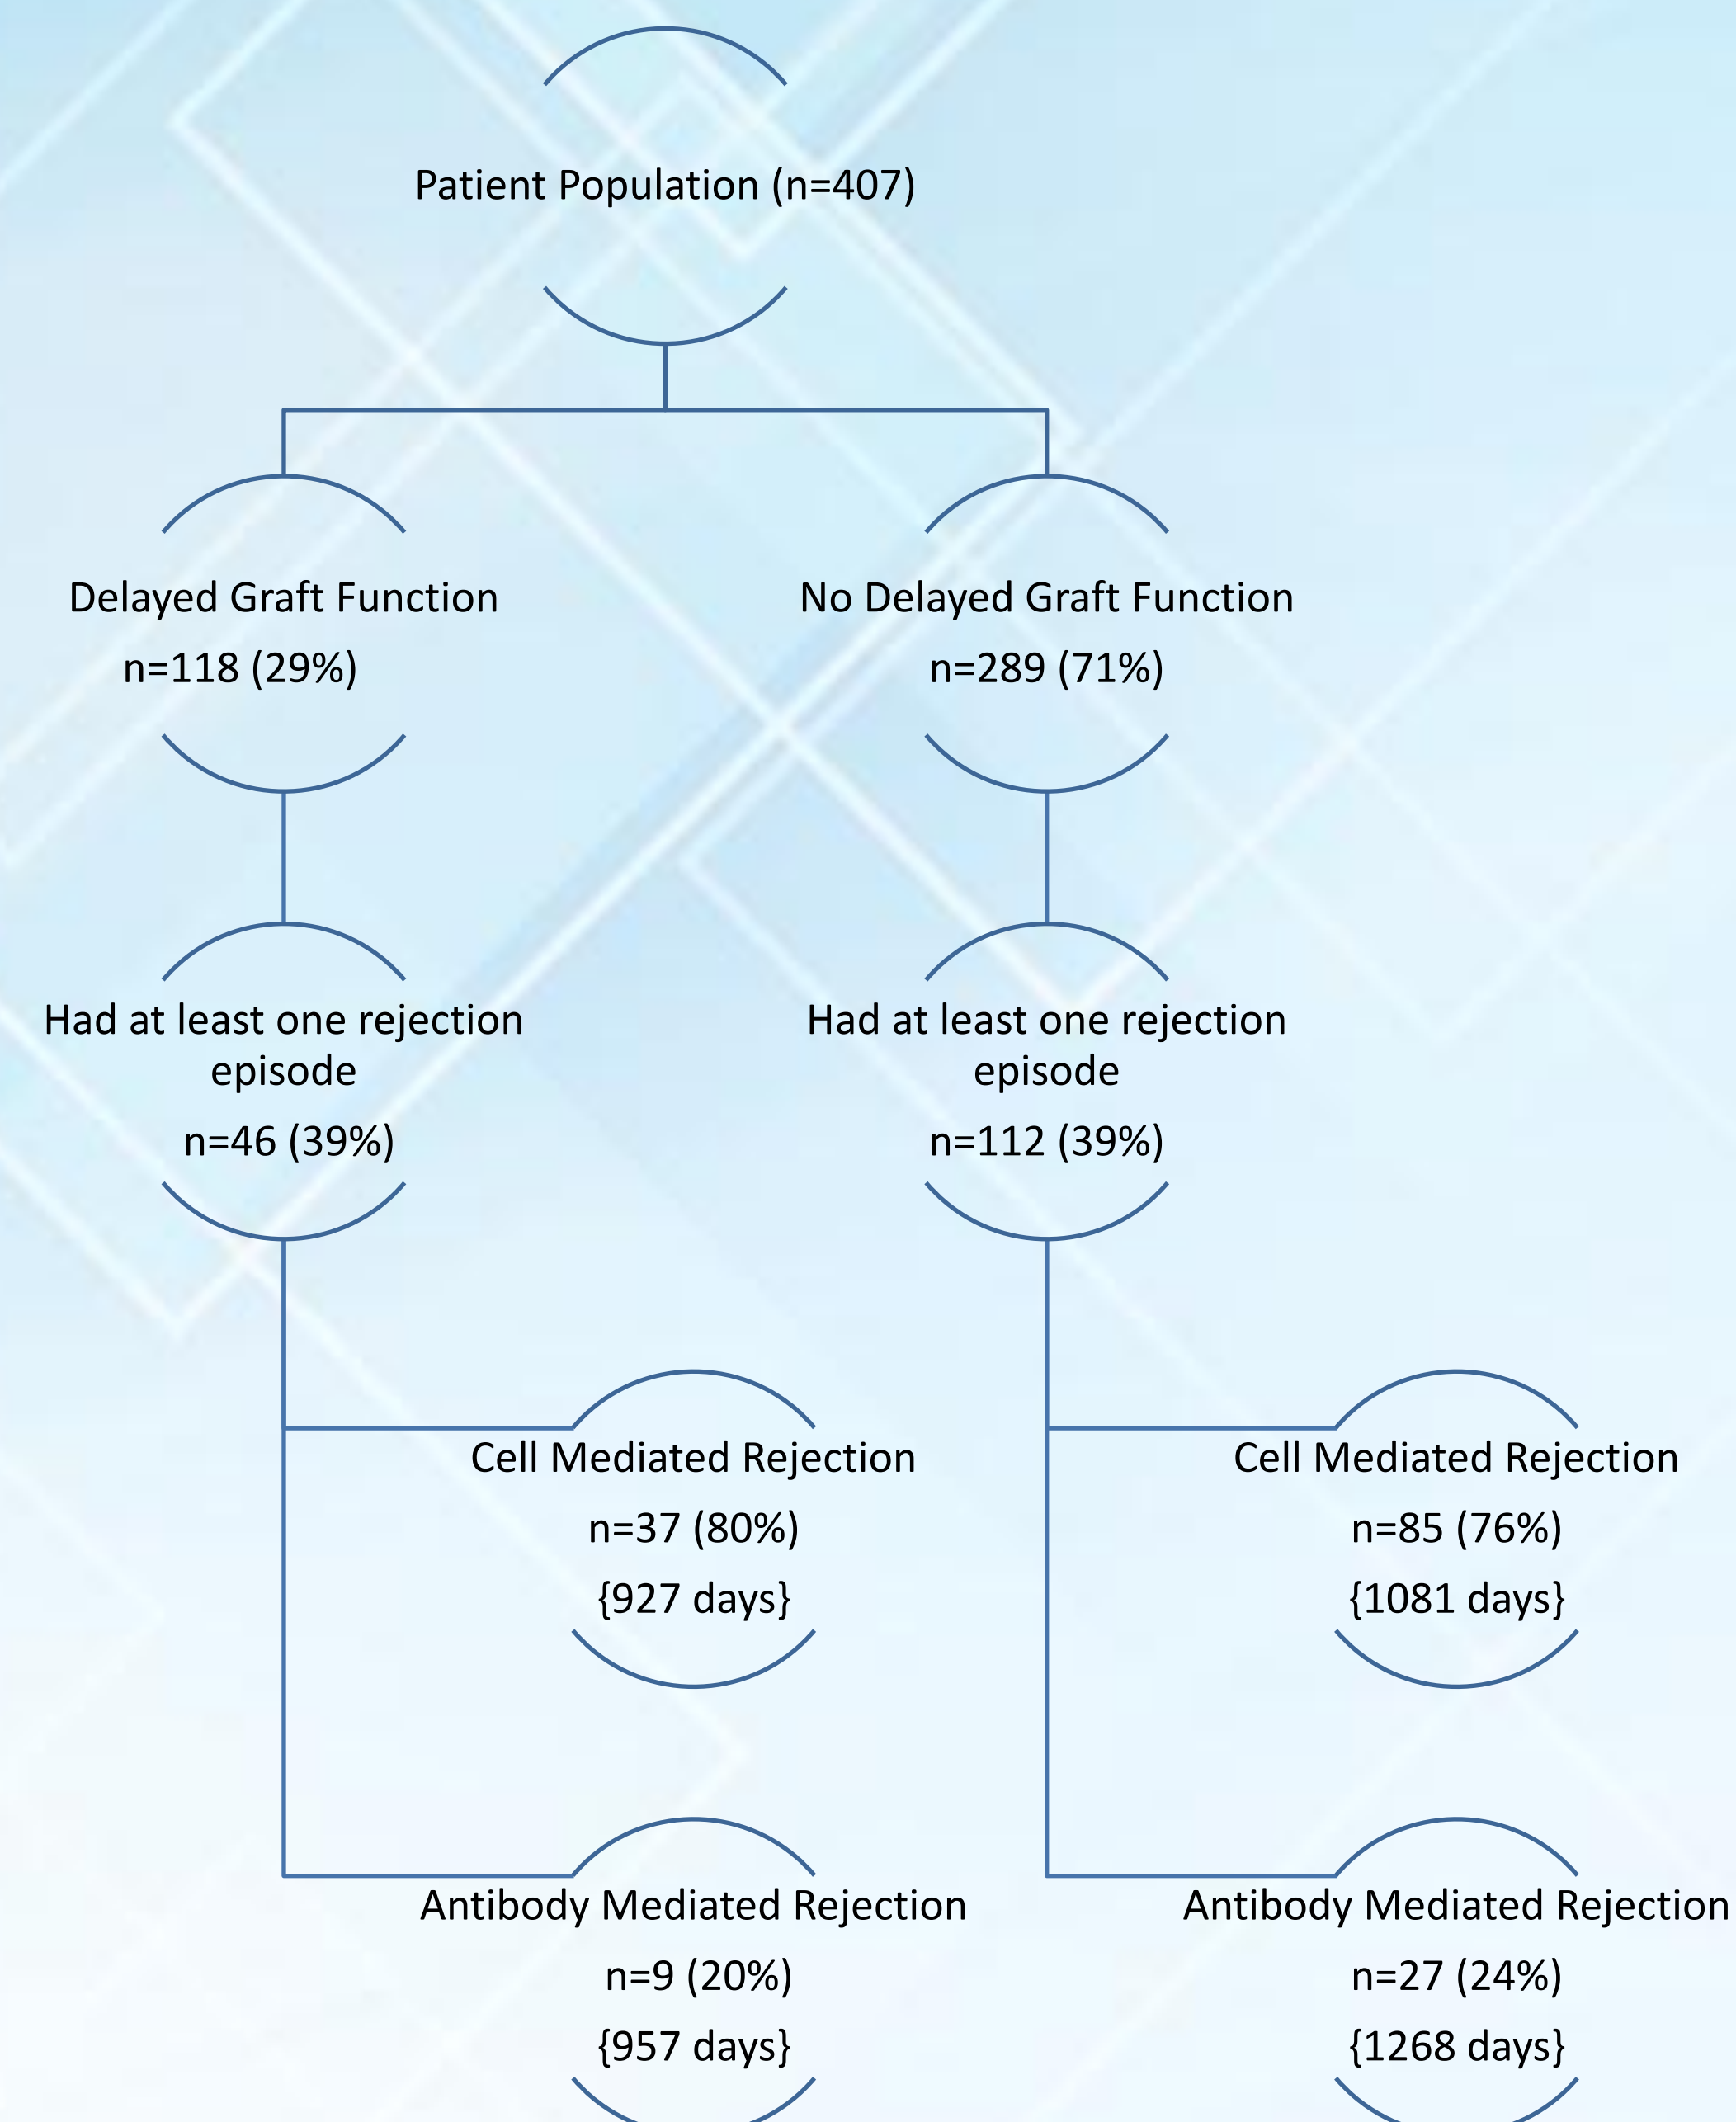 Patient Population (n=407)
Delayed Graft Function
n=118 (29%)
No Delayed Graft Function
n=289 (71%)
Had at least one rejection
episode
n=46 (39%)
Had at least one rejection
episode
n=112 (39%)
Cell Mediated Rejection
n=37 (80%)
{927 days}
Cell Mediated Rejection
n=85 (76%)
{1081 days}
Antibody Mediated Rejection
n=9 (20%)
{957 days}
Antibody Mediated Rejection
n=27 (24%)
{1268 days}